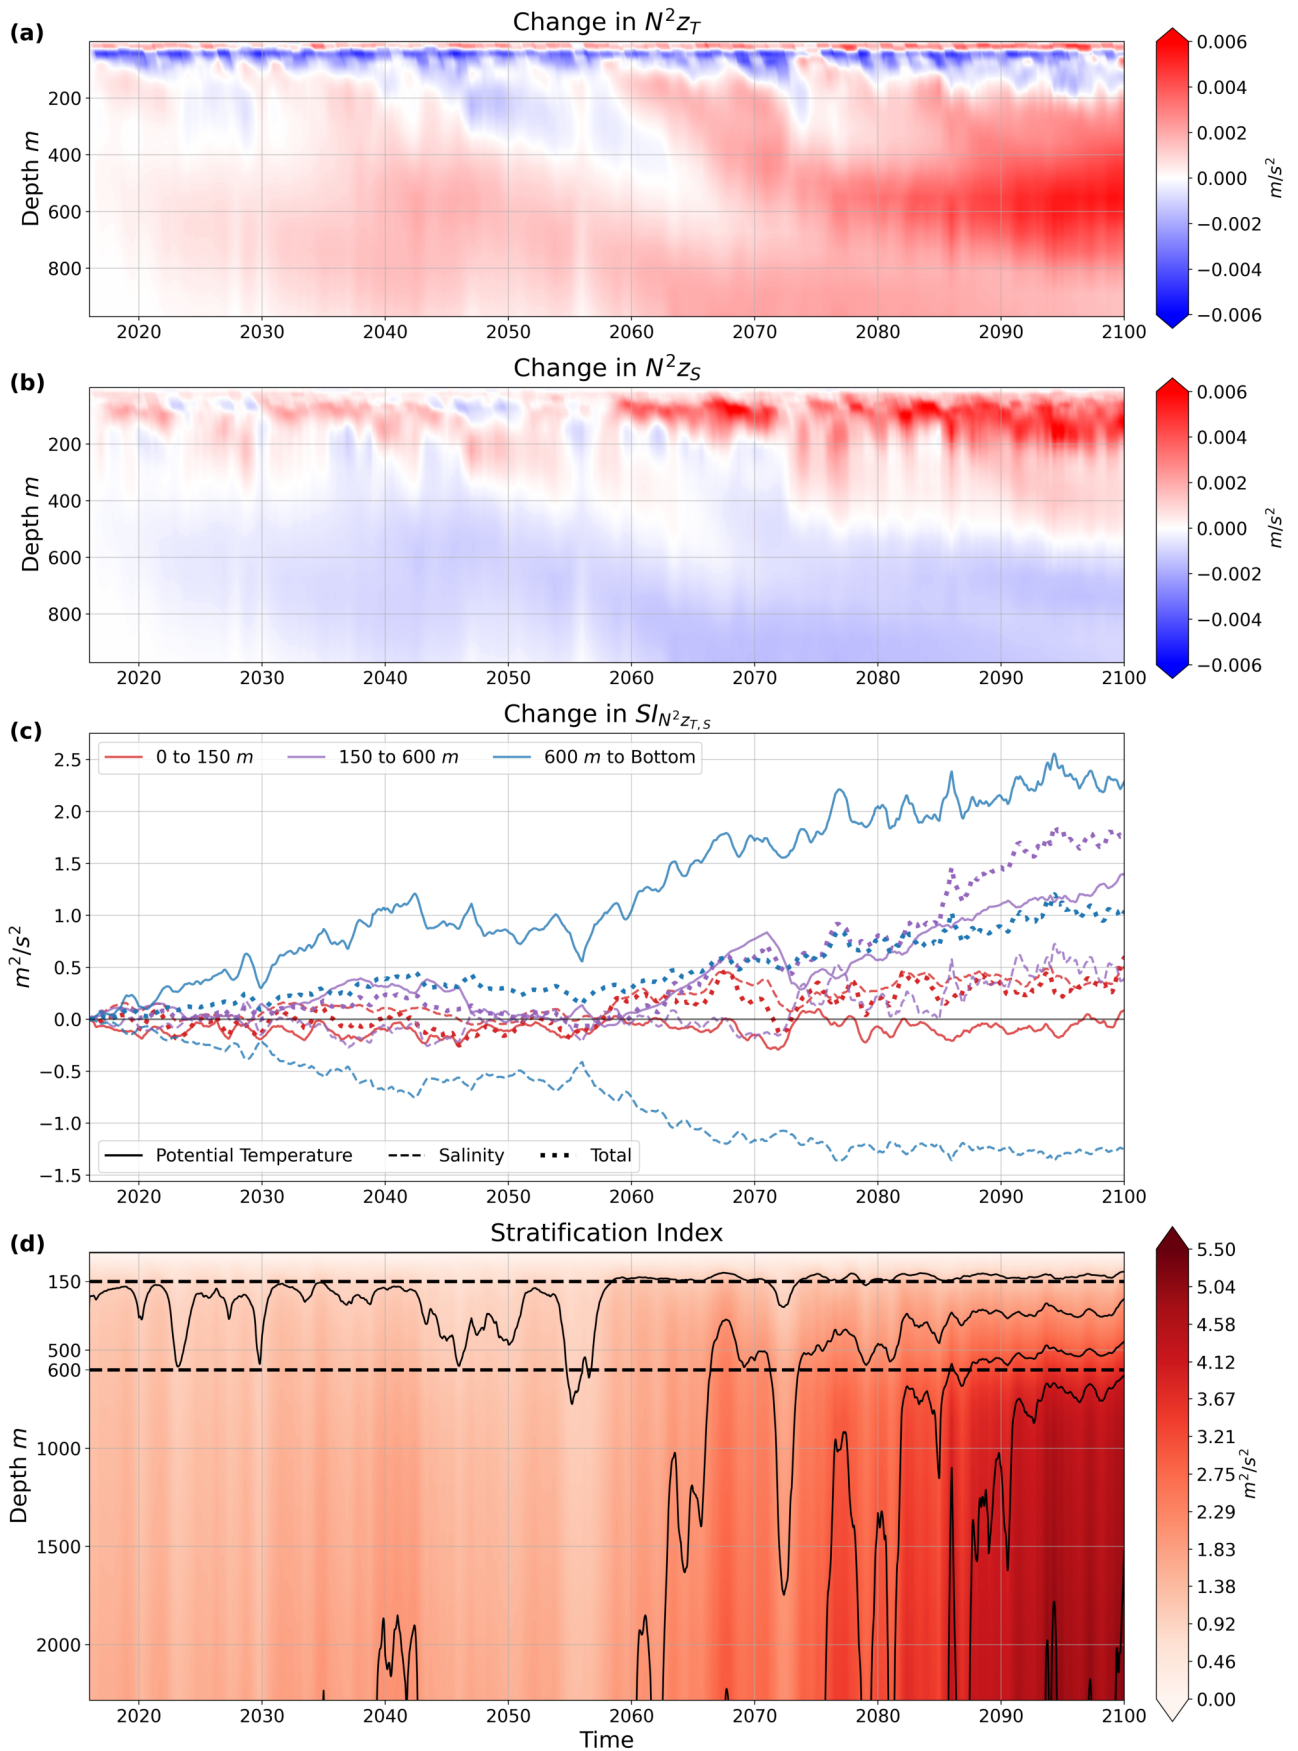 (a)
Change in N²z_T
Depth m
200
400
600
800
2020 2030 2040 2050 2060 2070 2080 2090 2100
0.006
0.004
0.002
0.000
−0.002
−0.004
−0.006
m/s²
(b)
Change in N²z_S
Depth m
200
400
600
800
2020 2030 2040 2050 2060 2070 2080 2090 2100
0.006
0.004
0.002
0.000
−0.002
−0.004
−0.006
m/s²
(c)
Change in SI_{N²z_{T,S}}
m²/s²
2.5
2.0
1.5
1.0
0.5
0.0
−0.5
−1.0
−1.5
0 to 150 m 150 to 600 m 600 m to Bottom
Potential Temperature Salinity Total
2020 2030 2040 2050 2060 2070 2080 2090 2100
(d)
Stratification Index
Depth m
150
500
600
1000
1500
2000
2020 2030 2040 2050 2060 2070 2080 2090 2100
Time
5.50
5.04
4.58
4.12
3.67
3.21
2.75
2.29
1.83
1.38
0.92
0.46
0.00
m²/s²